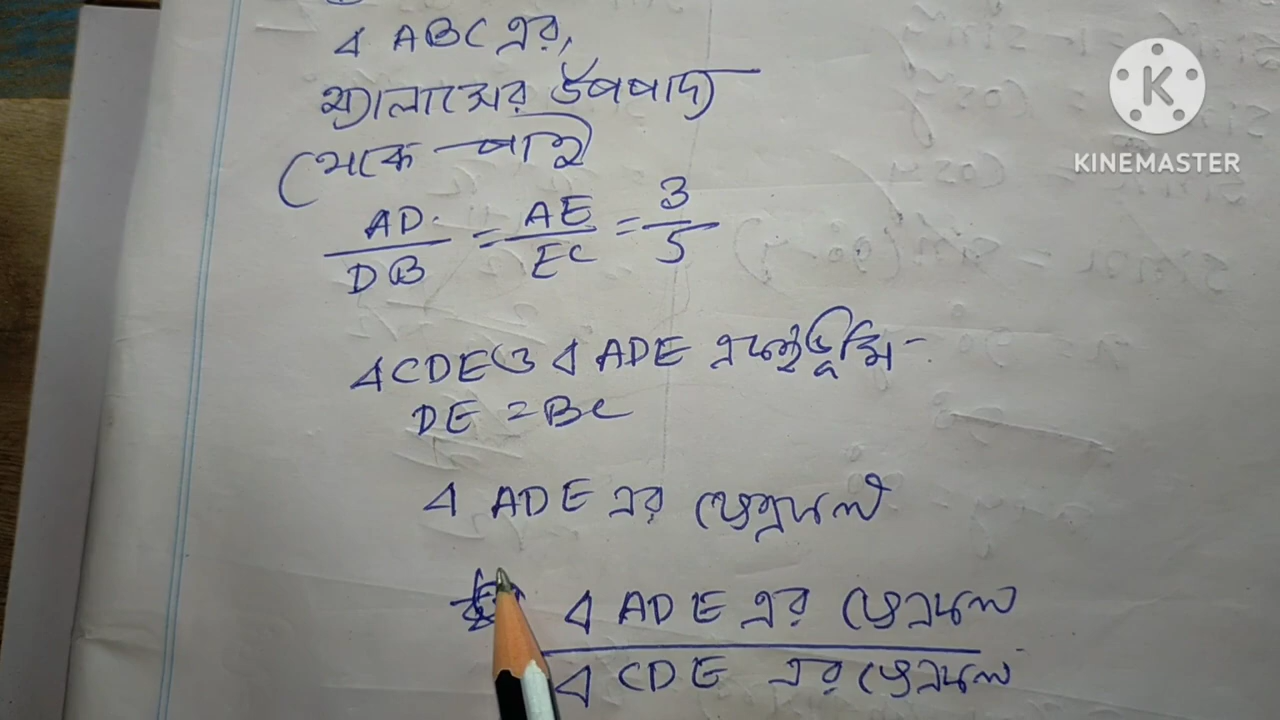 ∆ ABC এর,
থ্যালাসের উপপাদ্য
থেকে পাই
AD/DB = AE/EC = 3/5
∆CDE ও ∆ ADE একই ভূমি
DE = BC
∆ ADE এর ক্ষেত্রফল
∆ ADE এর ক্ষেত্রফল
∆ CDE এর ক্ষেত্রফল
K
KINEMASTER